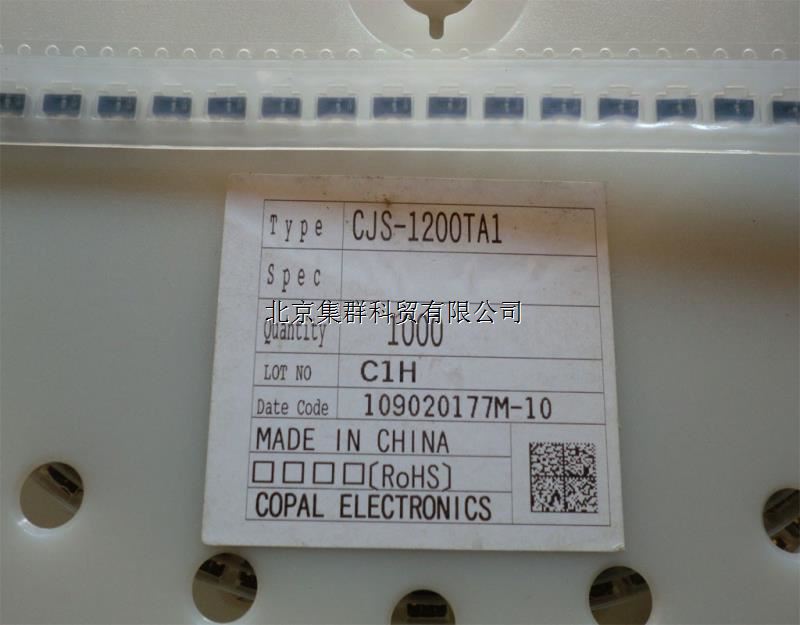 Type CJS-1200TA1
Spec
北京集群科贸有限公司
Quantity 1000
LOT NO C1H
Date Code 109020177M-10
MADE IN CHINA
□□□□(RoHS)
COPAL ELECTRONICS